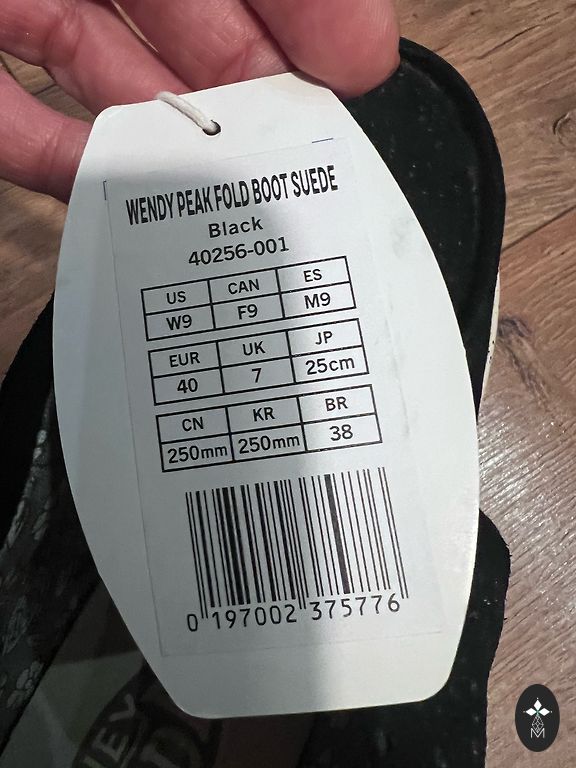 WENDY PEAK FOLD BOOT SUEDE
Black
40256-001
US CAN ES
W9 F9 M9
EUR UK JP
40 7 25cm
CN KR BR
250mm 250mm 38
0 197002 375776
M